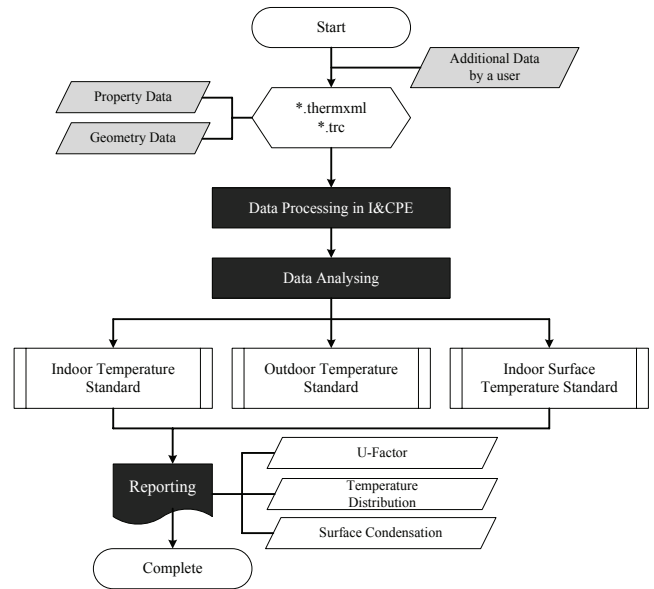 Start
Additional Data
by a user
Property Data
Geometry Data
*.thermxml
*.trc
Data Processing in I&CPE
Data Analysing
Indoor Temperature
Standard
Outdoor Temperature
Standard
Indoor Surface
Temperature Standard
Reporting
U-Factor
Temperature
Distribution
Surface Condensation
Complete